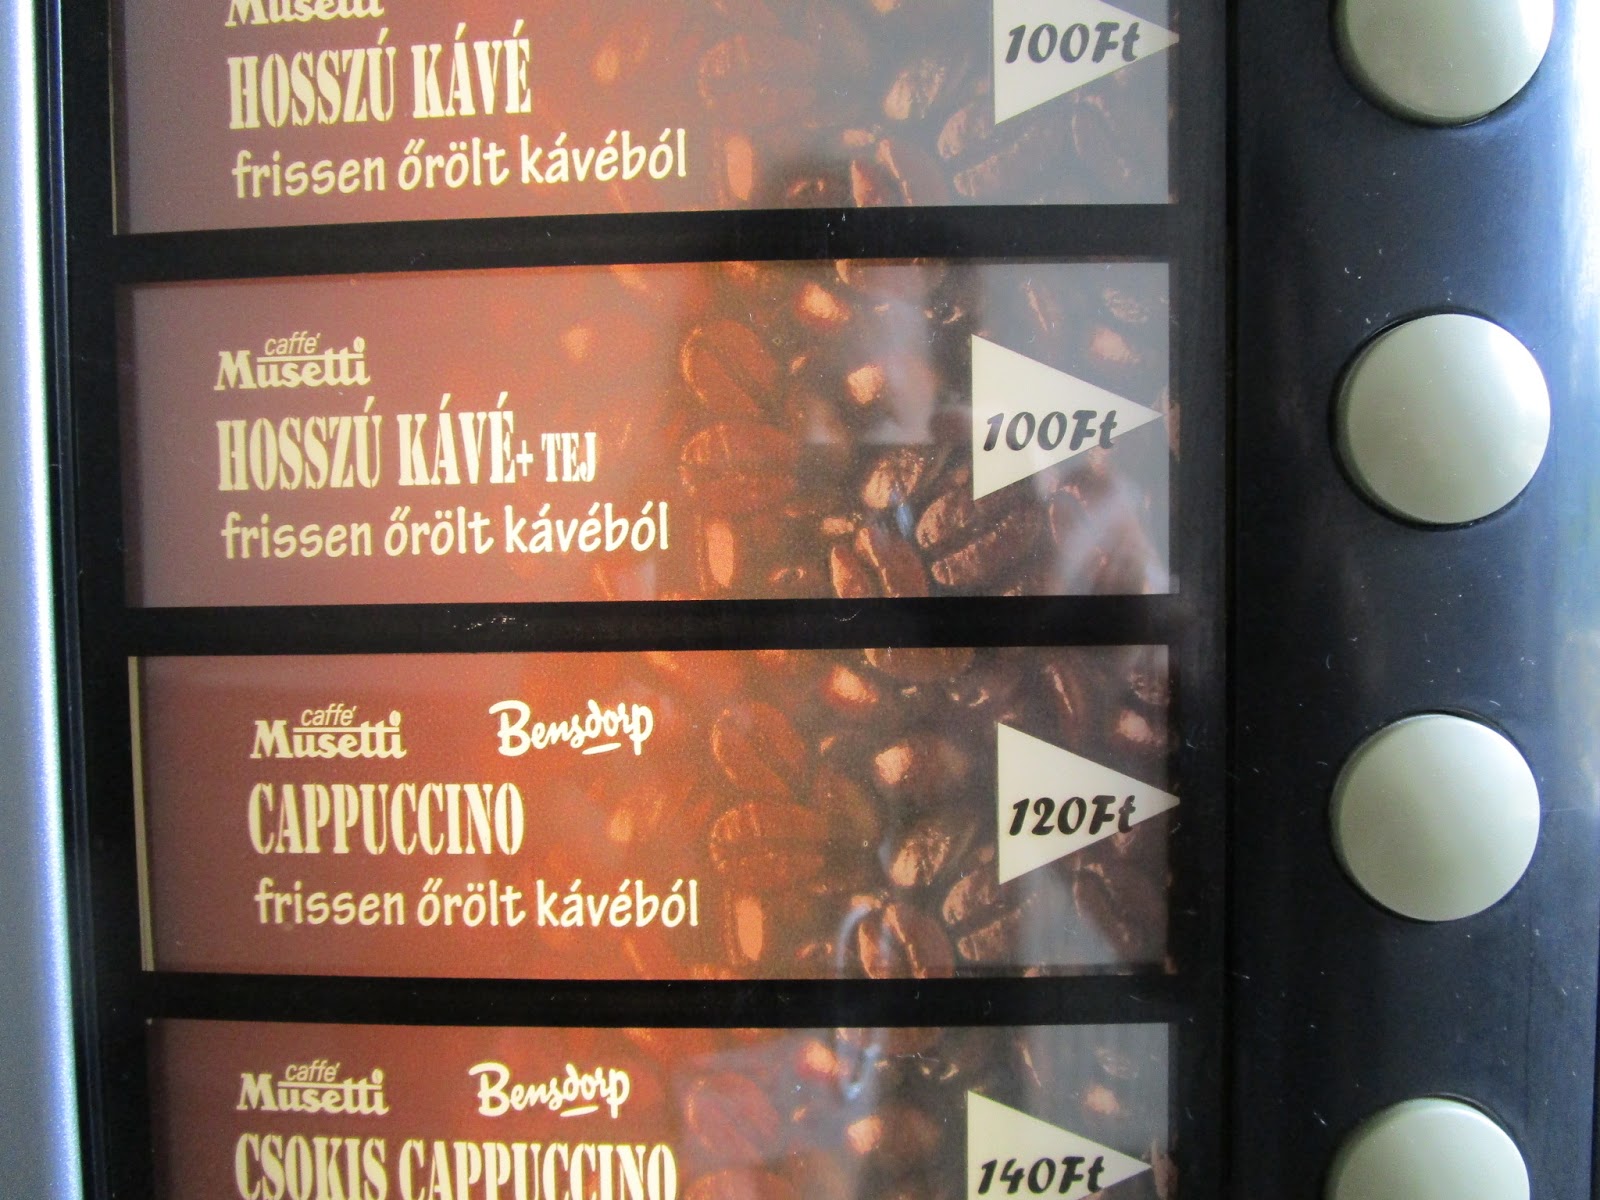 Musetti
HOSSZÚ KÁVÉ
frissen őrölt kávéból
100Ft
caffe'
Musetti
HOSSZÚ KÁVÉ + TEJ
frissen őrölt kávéból
100Ft
caffe'
Musetti
Bensdorp
CAPPUCCINO
frissen őrölt kávéból
120Ft
caffe'
Musetti
Bensdorp
CSOKIS CAPPUCCINO
140Ft